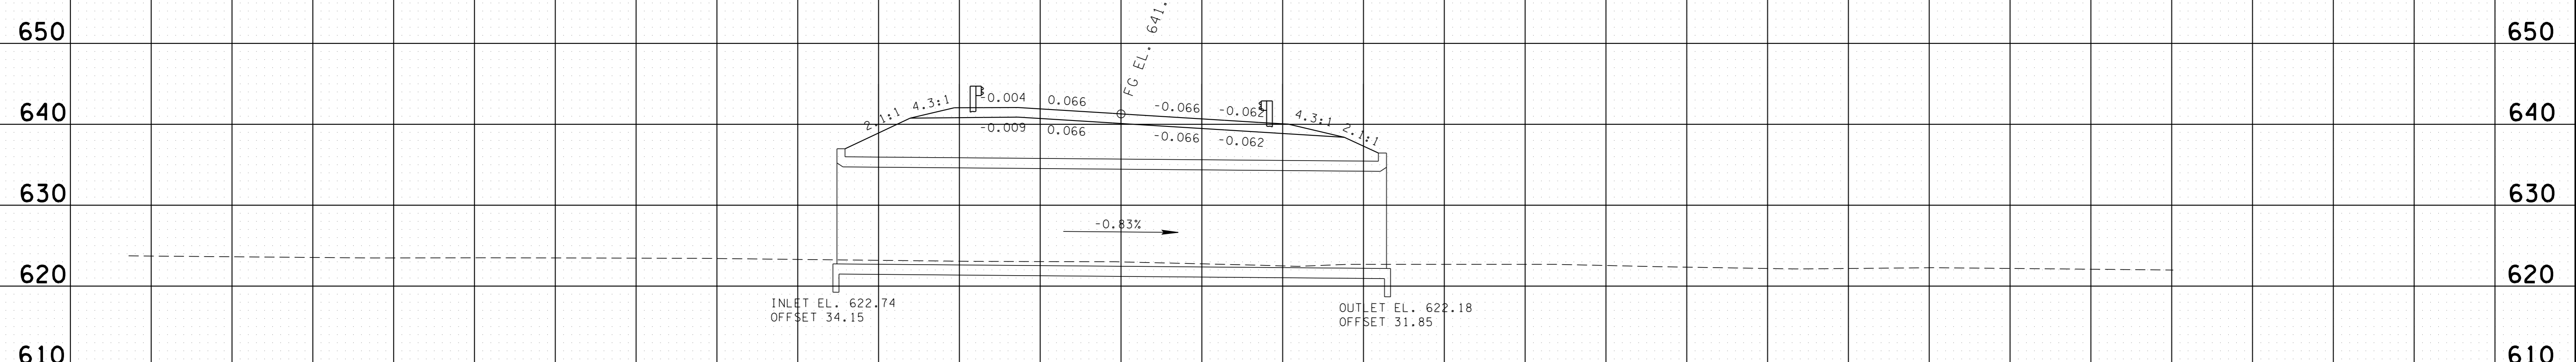 650 650
FG EL. 641.
2.1:1 4.3:1 -0.004 0.066 -0.066 -0.062 4.3:1 2.1:1
640 640
-0.009 0.066 -0.066 -0.062
630 630
-0.83%
620 620
INLET EL. 622.74
OFFSET 34.15
OUTLET EL. 622.18
OFFSET 31.85
610 610